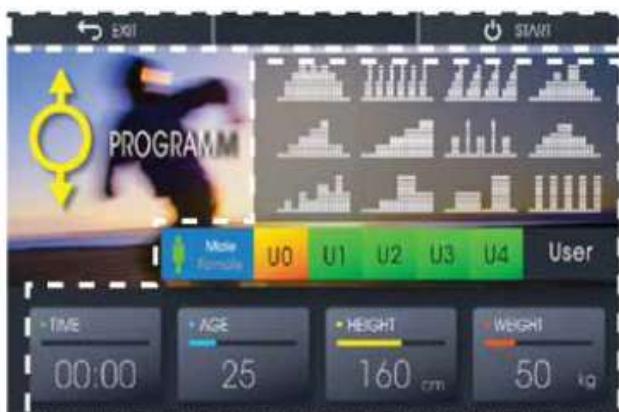 EXIT START
PROGRAMM
Male U0 U1 U2 U3 U4 User
Female
TIME AGE HEIGHT WEIGHT
00:00 25 160 cm 50 kg